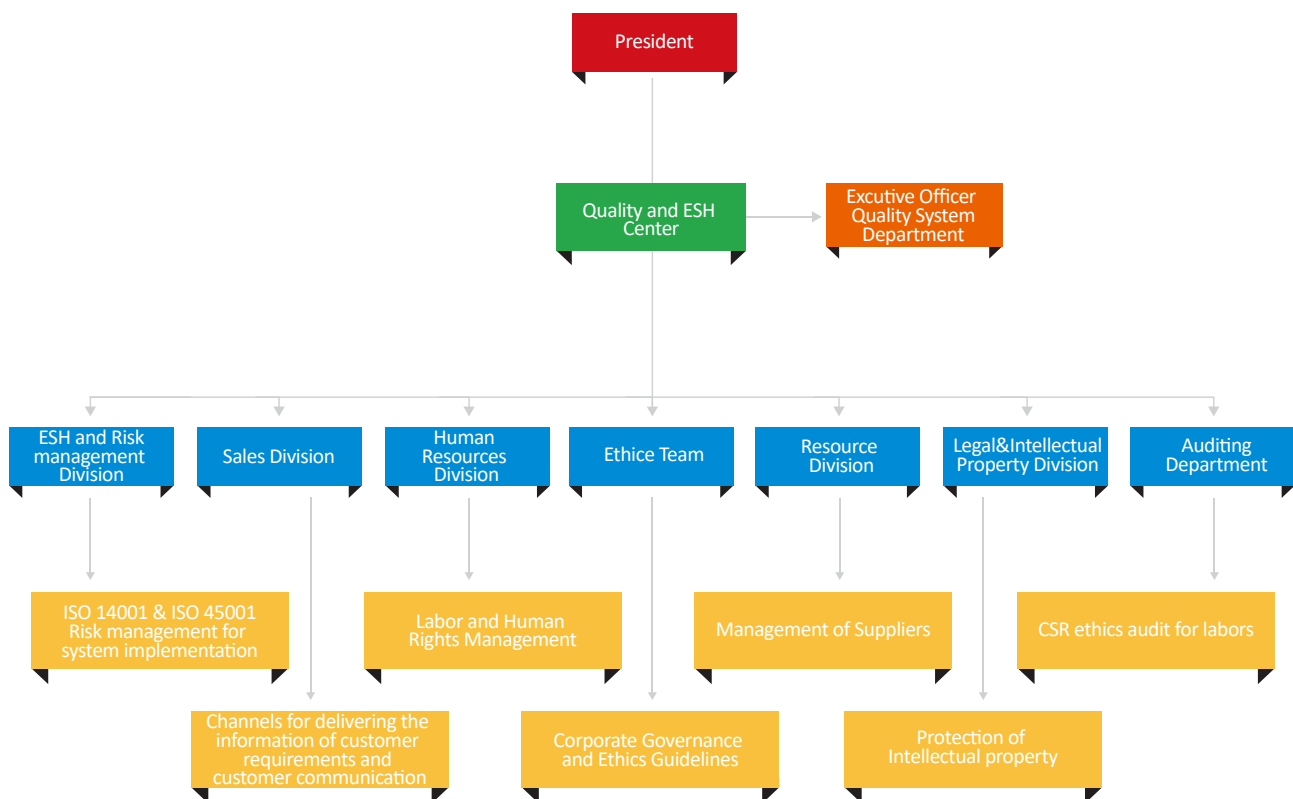 President
Quality and ESH
Center
Excutive Officer
Quality System
Department
ESH and Risk
management
Division
Sales Division
Human
Resources
Division
Ethice Team
Resource
Division
Legal&Intellectual
Property Division
Auditing
Department
ISO 14001 & ISO 45001
Risk management for
system implementation
Labor and Human
Rights Management
Management of Suppliers
CSR ethics audit for labors
Channels for delivering the
information of customer
requirements and
customer communication
Corporate Governance
and Ethics Guidelines
Protection of
Intellectual property